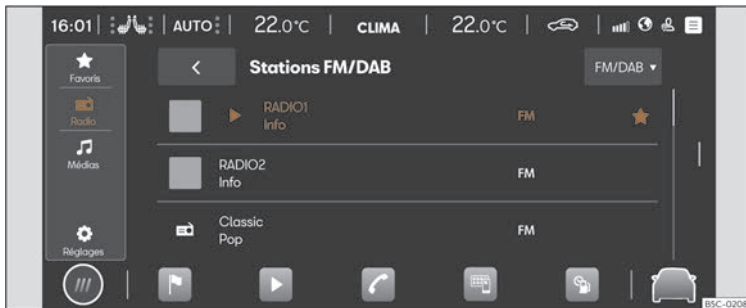 16:01 AUTO 22.0°C CLIMA 22.0°C
Favoris
Radio
Médias
Réglages
Stations FM/DAB FM/DAB
RADIO1
Info FM
RADIO2
Info FM
Classic
Pop FM
BSC-0208